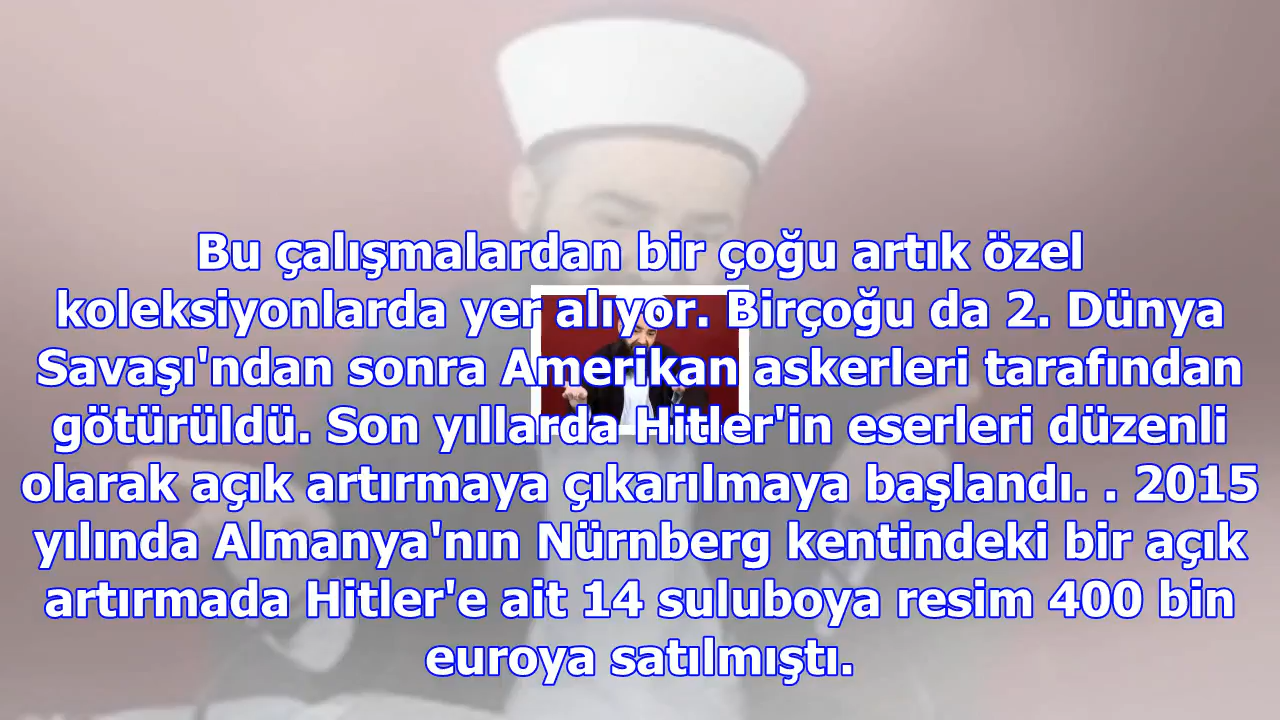 Bu çalışmalardan bir çoğu artık özel
koleksiyonlarda yer alıyor. Birçoğu da 2. Dünya
Savaşı'ndan sonra Amerikan askerleri tarafından
götürüldü. Son yıllarda Hitler'in eserleri düzenli
olarak açık artırmaya çıkarılmaya başlandı. . 2015
yılında Almanya'nın Nürnberg kentindeki bir açık
artırmada Hitler'e ait 14 suluboya resim 400 bin
euroya satılmıştı.